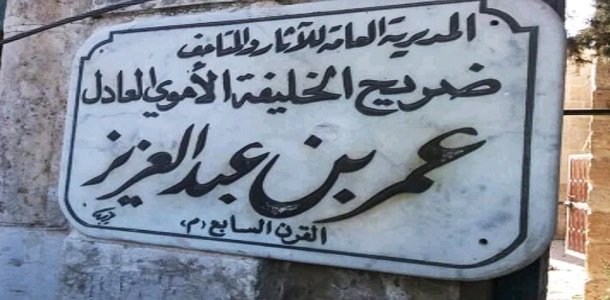 المديرية العامة للآثار والمتاحف
ضريح الخليفة الأموي العادل
عمر بن عبد العزيز
القرن السابع (م)